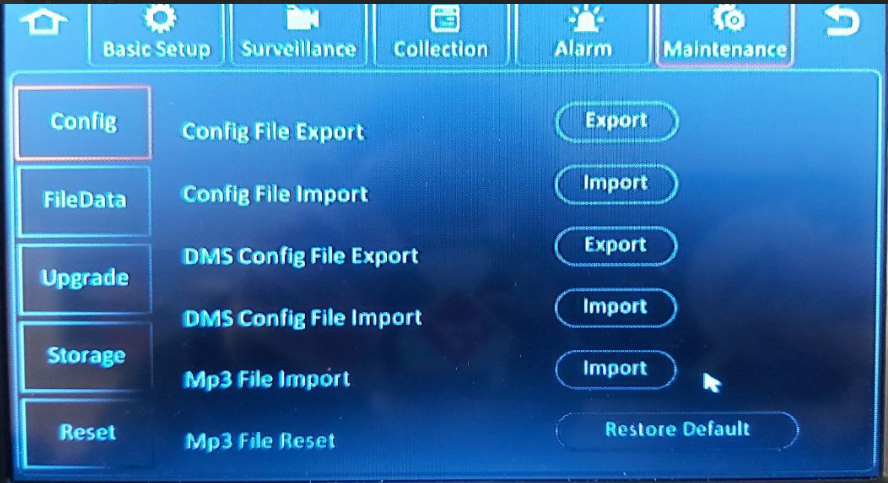 Basic Setup
Surveillance
Collection
Alarm
Maintenance
Config
Config File Export
Export
Config File Import
Import
FileData
DMS Config File Export
Export
Upgrade
DMS Config File Import
Import
Storage
Mp3 File Import
Import
Reset
Mp3 File Reset
Restore Default